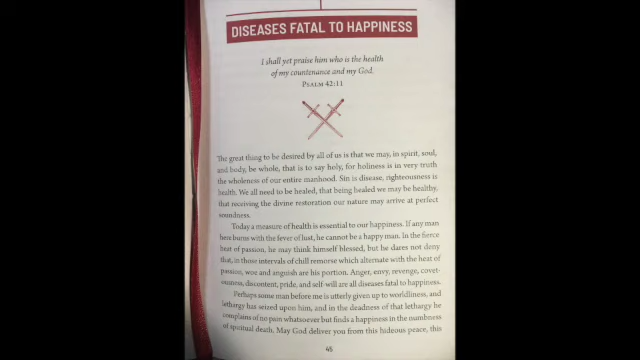 DISEASES FATAL TO HAPPINESS
I shall yet praise him who is the health
of my countenance and my God.
PSALM 42:11
The great thing to be desired by all of us is that we may, in spirit, soul,
and body, be whole, that is to say holy, for holiness is in very truth
the wholeness of our entire manhood. Sin is disease, righteousness is
health. We all need to be healed, that being healed we may be healthy,
that receiving the divine restoration our nature may arrive at perfect
soundness.
Today a measure of health is essential to our happiness. If any man
here burns with the fever of lust, he cannot be a happy man. In the fierce
heat of passion, he may think himself blessed, but he dares not deny
that, in those intervals of chill remorse which alternate with the heat of
passion, woe and anguish are his portion. Anger, envy, revenge, covet-
ousness, discontent, pride, and self-will are all diseases fatal to happiness.
Perhaps some man before me is utterly given up to worldliness, and
lethargy has seized upon him, and in the deadness of that lethargy he
complains of no pain whatsoever but finds a happiness in the numbness
of spiritual death. May God deliver you from this hideous peace, this
45